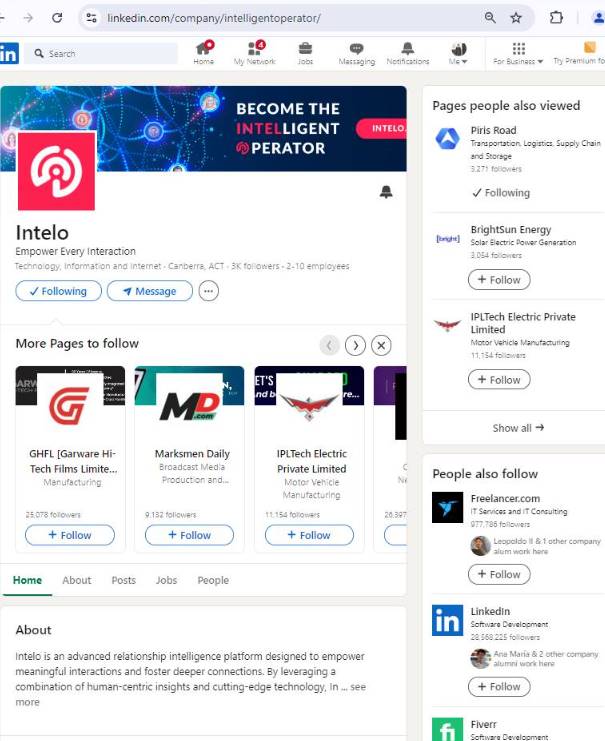 linkedin.com/company/intelligentoperator/
in
Search
Home
4
My Network
Jobs
Messaging
Notifications
Me
For Business
Try Premium fo
BECOME THE
INTELLIGENT
PERATOR
INTELO.
Intelo
Empower Every Interaction
Technology, Information and Internet · Canberra, ACT · 3K followers · 2-10 employees
Following
Message
More Pages to follow
GHFL [Garware Hi-
Tech Films Limite...
Manufacturing
25,078 followers
+ Follow
MD
.com
Marksmen Daily
Broadcast Media
Production and...
9,132 followers
+ Follow
ET'S
IPLTech Electric
Private Limited
Motor Vehicle
Manufacturing
11,154 followers
+ Follow
26,397
Home
About
Posts
Jobs
People
About
Intelo is an advanced relationship intelligence platform designed to empower
meaningful interactions and foster deeper connections. By leveraging a
combination of human-centric insights and cutting-edge technology, In ... see
more
Pages people also viewed
Piris Road
Transportation, Logistics, Supply Chain
and Storage
3,271 followers
Following
[bright]
BrightSun Energy
Solar Electric Power Generation
3,054 followers
+ Follow
IPLTech Electric Private
Limited
Motor Vehicle Manufacturing
11,154 followers
+ Follow
Show all →
People also follow
Freelancer.com
IT Services and IT Consulting
977,786 followers
Leopoldo II & 1 other company
alum work here
+ Follow
in
LinkedIn
Software Development
28,568,225 followers
Ana María & 2 other company
alumni work here
+ Follow
fi
Fiverr
Software Development